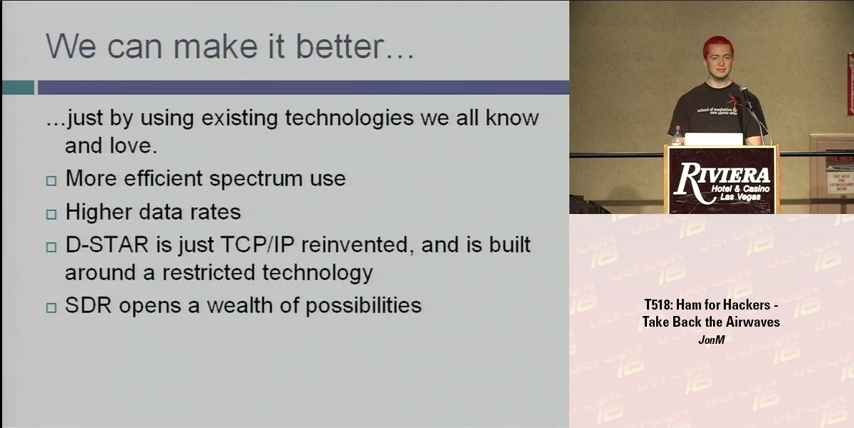 We can make it better…
…just by using existing technologies we all know
and love.
More efficient spectrum use
Higher data rates
D-STAR is just TCP/IP reinvented, and is built
around a restricted technology
SDR opens a wealth of possibilities
RIVIERA
Hotel & Casino
Las Vegas
T518: Ham for Hackers -
Take Back the Airwaves
JonM
DEFCON 16